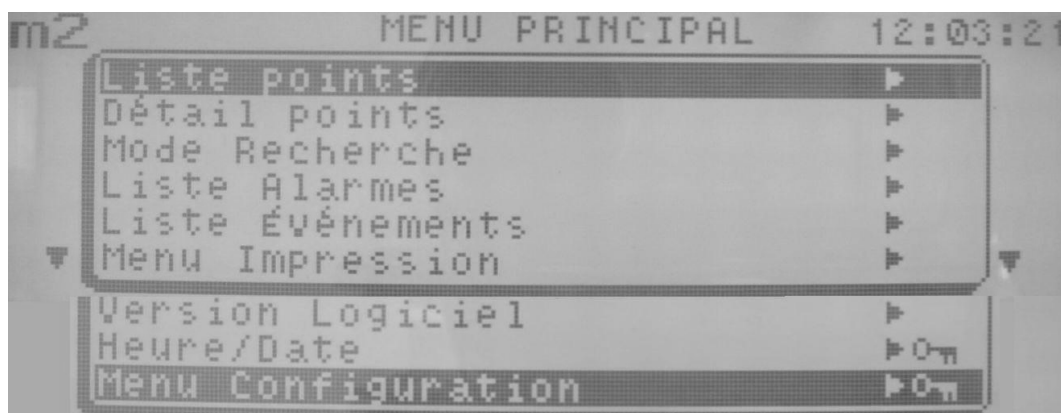 m2 MENU PRINCIPAL 12:03:21
Liste points
Détail points
Mode Recherche
Liste Alarmes
Liste Événements
Menu Impression
Version Logiciel
Heure/Date
Menu Configuration